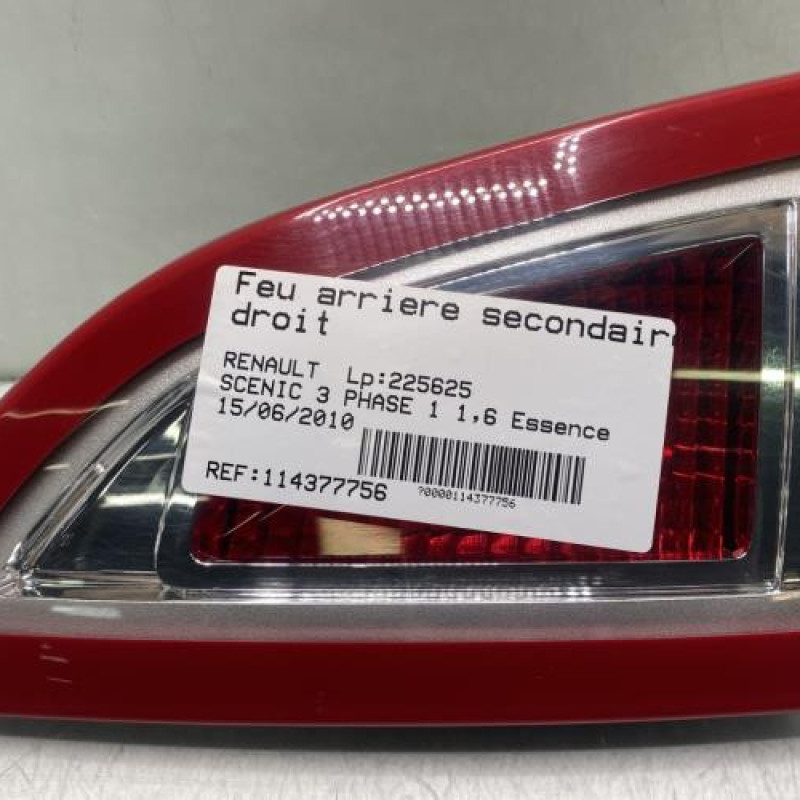 Feu arriere secondair
droit
RENAULT Lp:225625
SCENIC 3 PHASE 1 1,6 Essence
15/06/2010
REF:114377756
?0000114377756